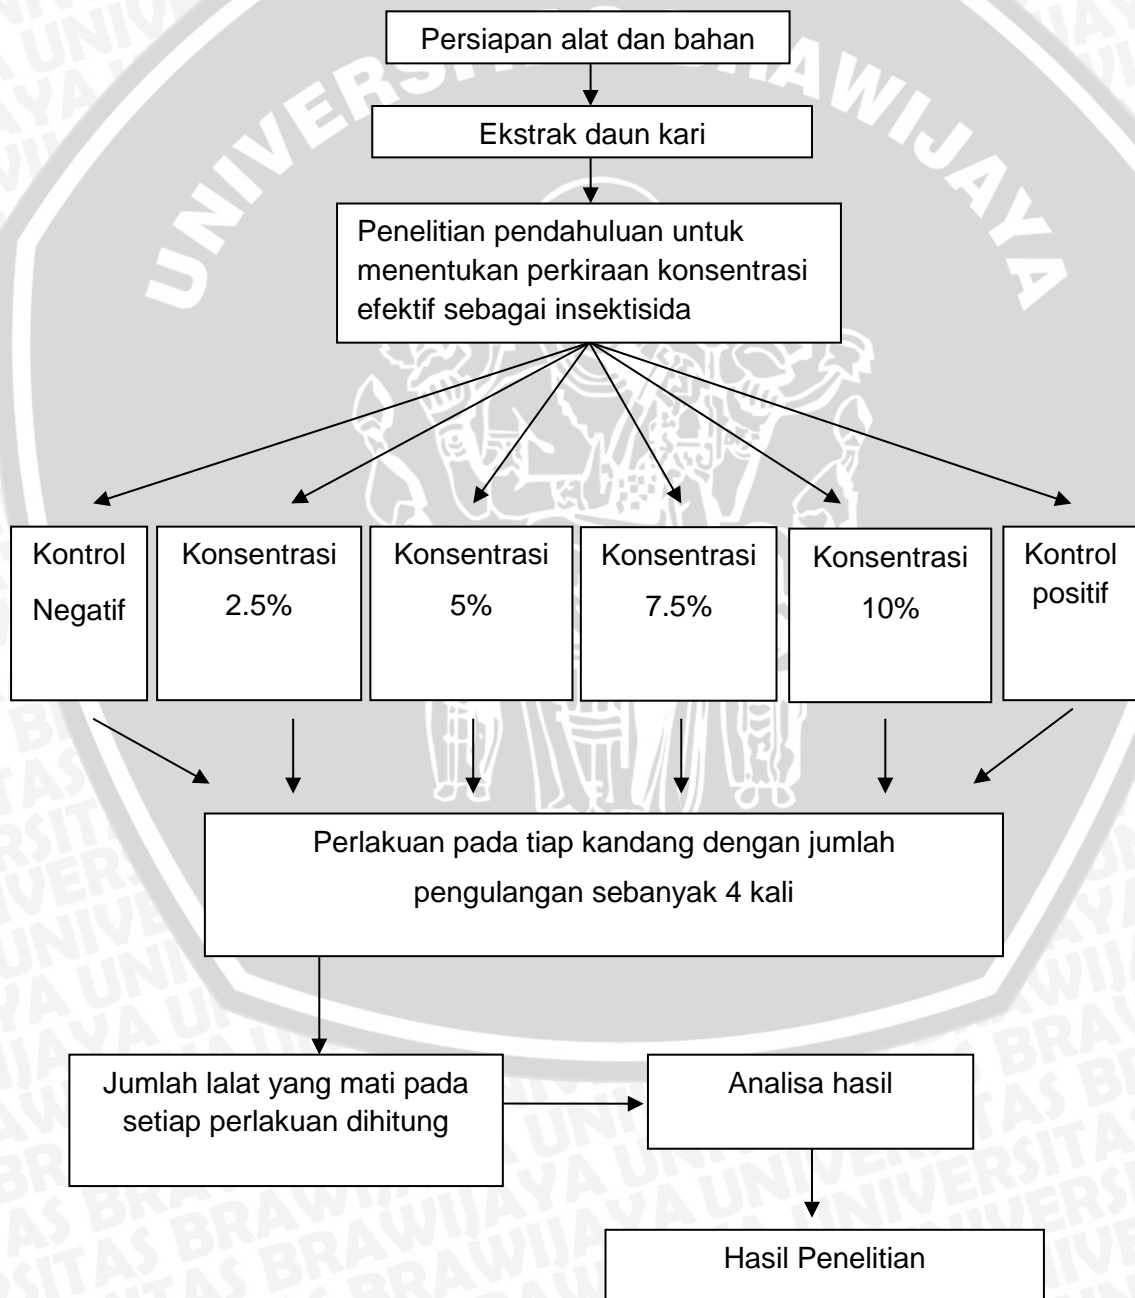 UNIVERSITAS BRAWIJAYA
Persiapan alat dan bahan
Ekstrak daun kari
Penelitian pendahuluan untuk
menentukan perkiraan konsentrasi
efektif sebagai insektisida
Kontrol
Negatif
Konsentrasi
2.5%
Konsentrasi
5%
Konsentrasi
7.5%
Konsentrasi
10%
Kontrol
positif
Perlakuan pada tiap kandang dengan jumlah
pengulangan sebanyak 4 kali
Jumlah lalat yang mati pada
setiap perlakuan dihitung
Analisa hasil
Hasil Penelitian